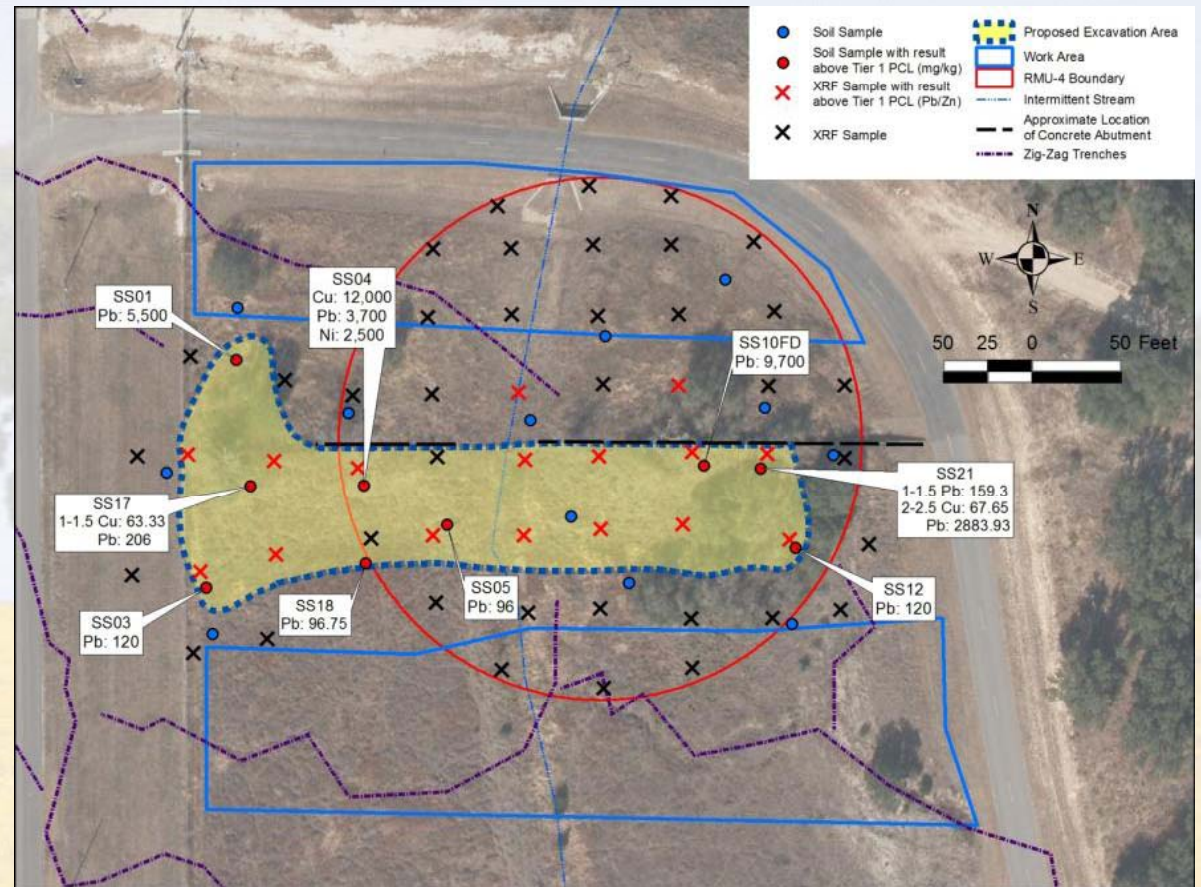 Soil Sample
Soil Sample with result
above Tier 1 PCL (mg/kg)
XRF Sample with result
above Tier 1 PCL (Pb/Zn)
XRF Sample
Proposed Excavation Area
Work Area
RMU-4 Boundary
Intermittent Stream
Approximate Location
of Concrete Abutment
Zig-Zag Trenches
N
W
E
S
50 25 0 50 Feet
SS01
Pb: 5,500
SS04
Cu: 12,000
Pb: 3,700
Ni: 2,500
SS10FD
Pb: 9,700
SS17
1-1.5 Cu: 63.33
Pb: 206
SS21
1-1.5 Pb: 159.3
2-2.5 Cu: 67.65
Pb: 2883.93
SS03
Pb: 120
SS18
Pb: 96.75
SS05
Pb: 96
SS12
Pb: 120